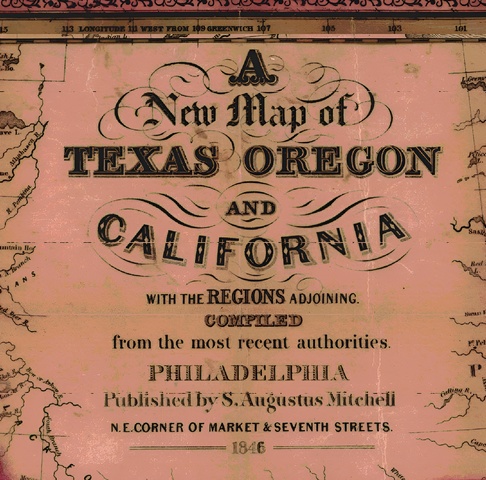 113 LONGITUDE 111 WEST FROM 109 GREENWICH 107 105 103 101
A
New Map of
TEXAS OREGON
AND
CALIFORNIA
WITH THE REGIONS ADJOINING.
COMPILED
from the most recent authorities.
PHILADELPHIA
Published by S. Augustus Mitchell
N.E. CORNER OF MARKET & SEVENTH STREETS.
1846